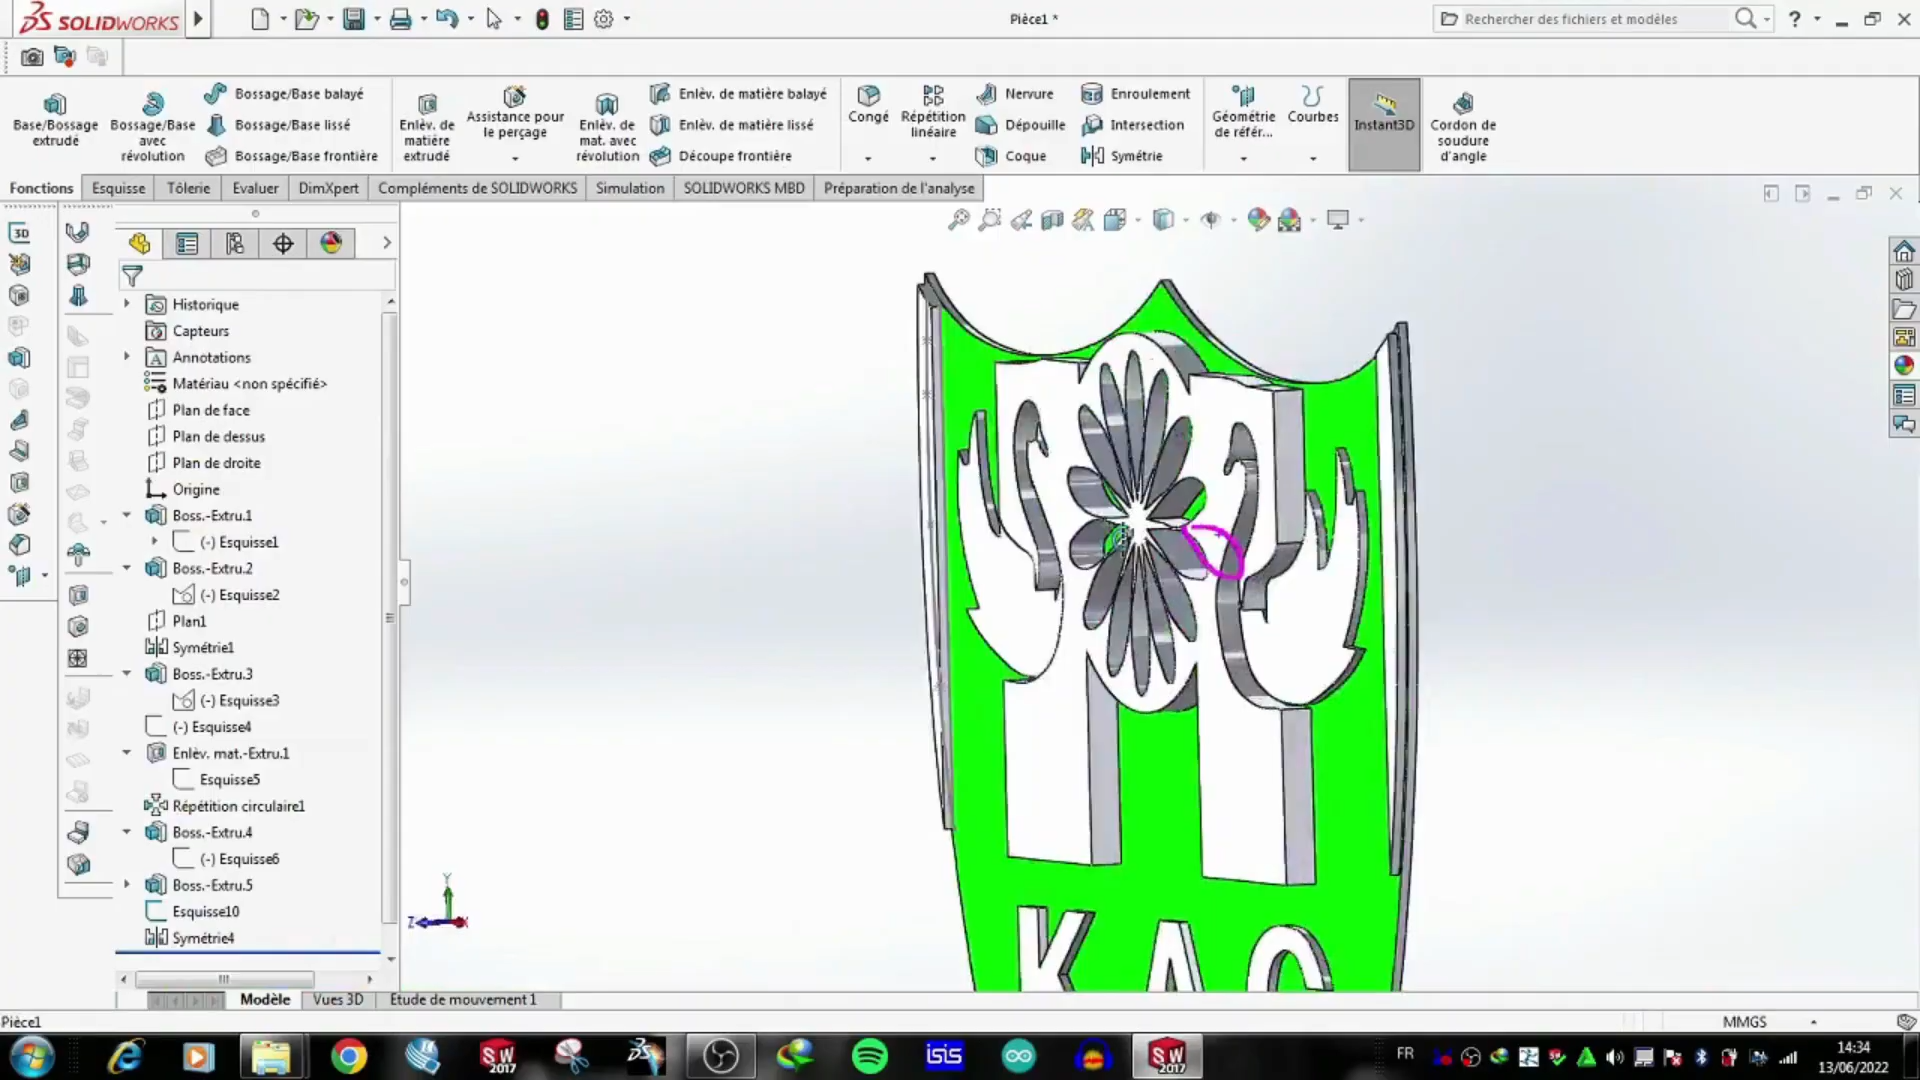 SOLIDWORKS
Pièce1 *
Rechercher des fichiers et modèles
?
Base/Bossage
extrudé
Bossage/Base
avec
révolution
Bossage/Base balayé
Bossage/Base lissé
Bossage/Base frontière
Enlèv. de
matière
extrudé
Assistance pour
le perçage
Enlèv. de
mat. avec
révolution
Enlèv. de matière balayé
Enlèv. de matière lissé
Découpe frontière
Congé
Répétition
linéaire
Nervure
Dépouille
Coque
Enroulement
Intersection
Symétrie
Géométrie
de référ...
Courbes
Instant3D
Cordon de
soudure
d'angle
Fonctions
Esquisse
Tôlerie
Evaluer
DimXpert
Compléments de SOLIDWORKS
Simulation
SOLIDWORKS MBD
Préparation de l'analyse
3D
Historique
Capteurs
Annotations
Matériau <non spécifié>
Plan de face
Plan de dessus
Plan de droite
Origine
Boss.-Extru.1
(-) Esquisse1
Boss.-Extru.2
(-) Esquisse2
Plan1
Symétrie1
Boss.-Extru.3
(-) Esquisse3
(-) Esquisse4
Enlèv. mat.-Extru.1
Esquisse5
Répétition circulaire1
Boss.-Extru.4
(-) Esquisse6
Boss.-Extru.5
Esquisse10
Symétrie4
Y
Z
KAC
Modèle
Vues 3D
Etude de mouvement 1
Pièce1
MMGS
SW
2017
isis
SW
2017
FR
14:34
13/06/2022